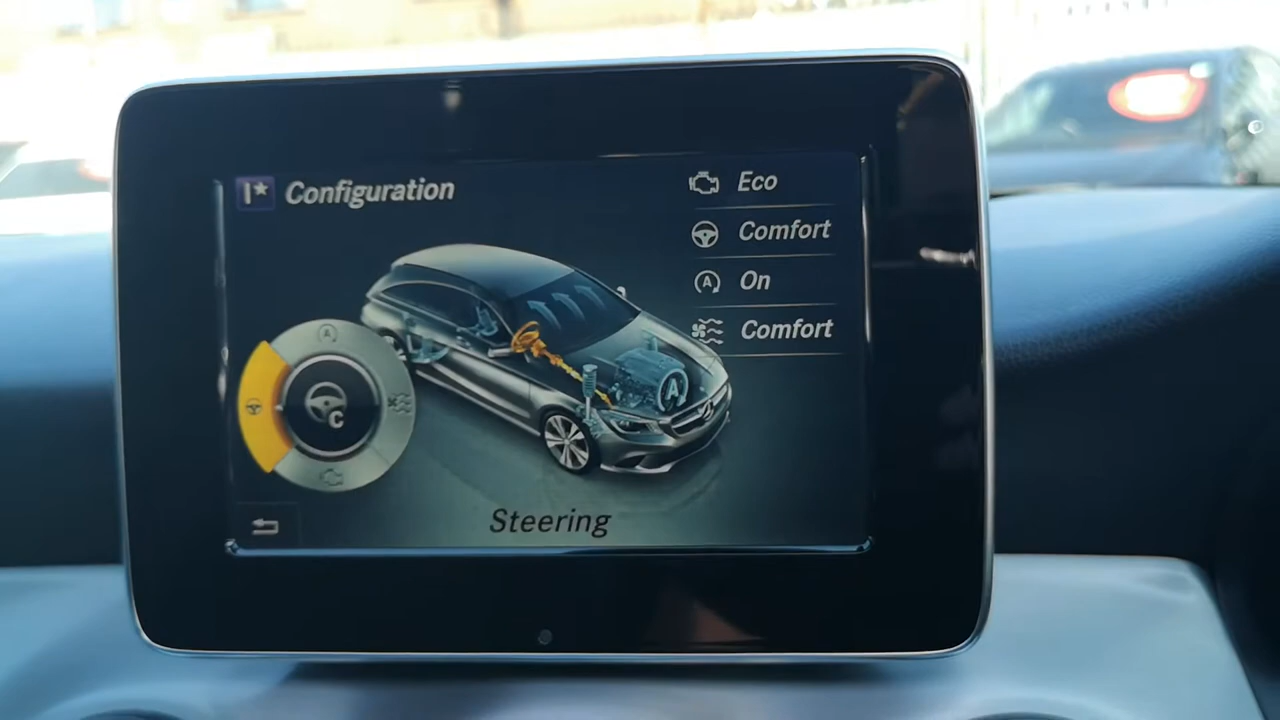 I★ Configuration
Eco
Comfort
A On
Comfort
A
C
A
Steering